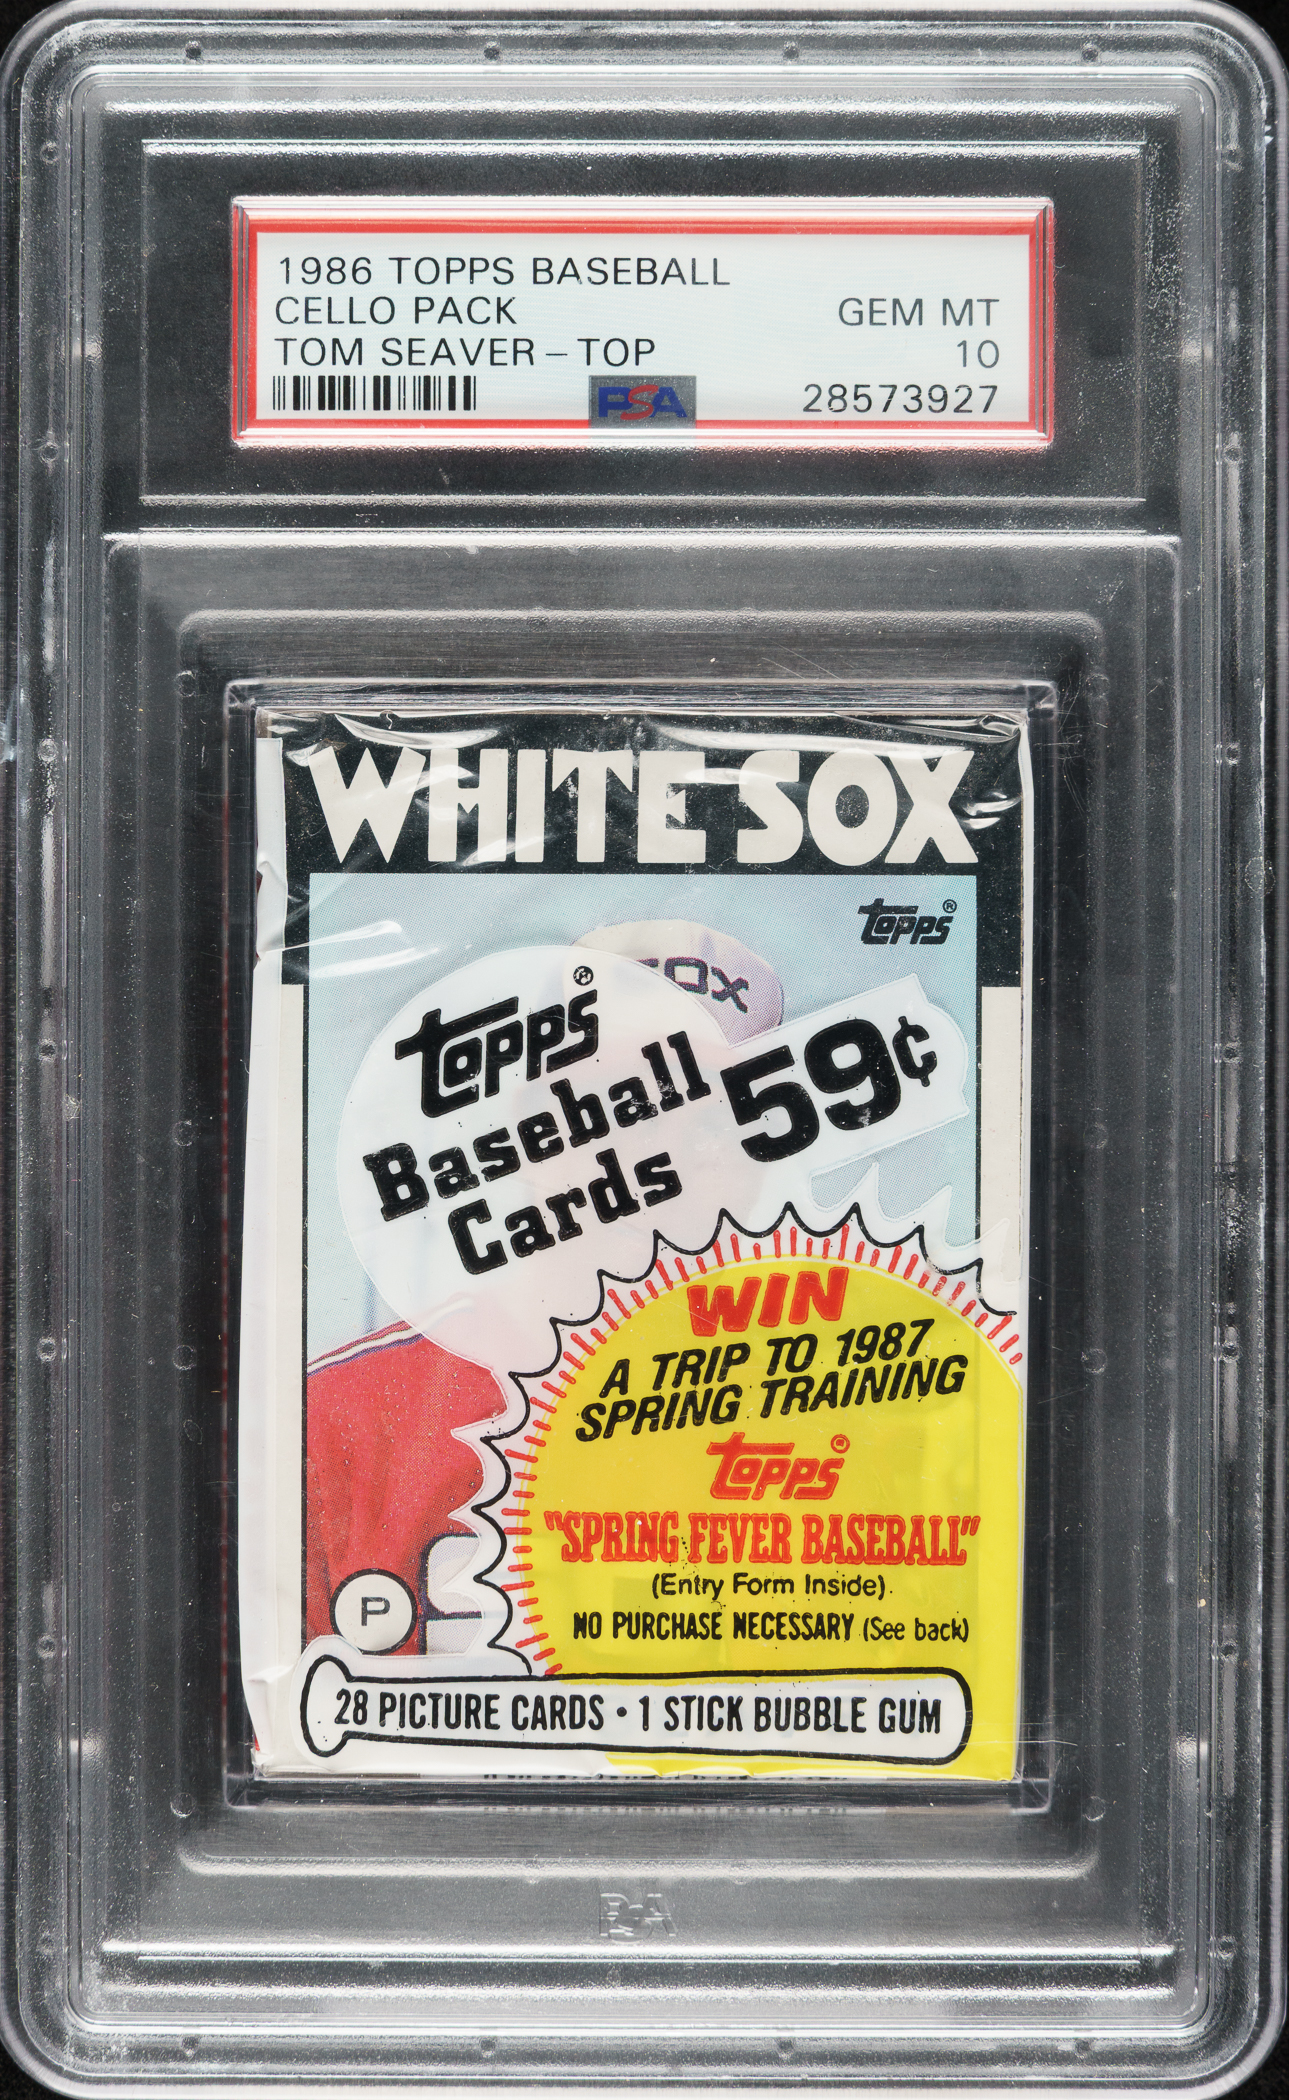 1986 TOPPS BASEBALL
CELLO PACK
GEM MT
TOM SEAVER – TOP
10
PSA
28573927
WHITE SOX
topps®
SOX
topps®
Baseball
Cards
59¢
WIN
A TRIP TO 1987
SPRING TRAINING
topps®
"SPRING FEVER BASEBALL"
(Entry Form Inside).
NO PURCHASE NECESSARY (See back)
P
28 PICTURE CARDS • 1 STICK BUBBLE GUM
PSA